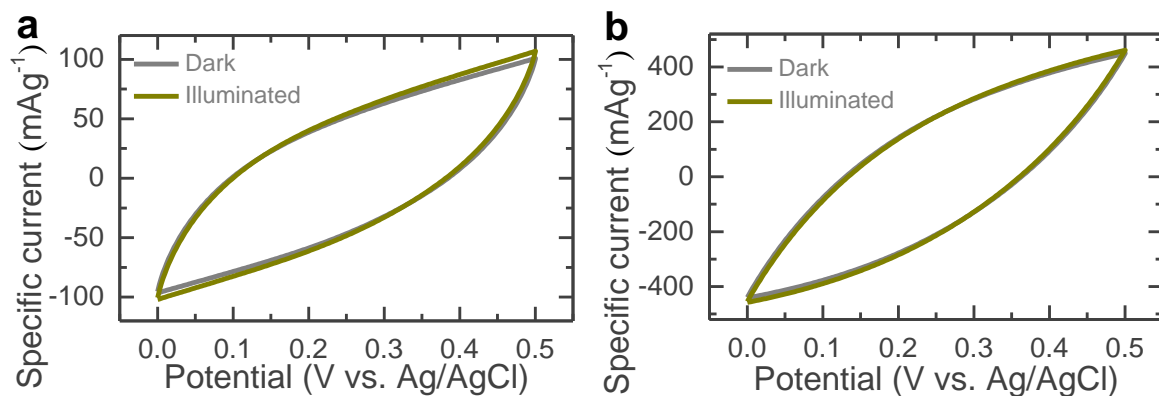 a
Specific current (mAg⁻¹)
100
50
0
-50
-100
Dark
Illuminated
0.0 0.1 0.2 0.3 0.4 0.5
Potential (V vs. Ag/AgCl)
b
Specific current (mAg⁻¹)
400
200
0
-200
-400
Dark
Illuminated
0.0 0.1 0.2 0.3 0.4 0.5
Potential (V vs. Ag/AgCl)